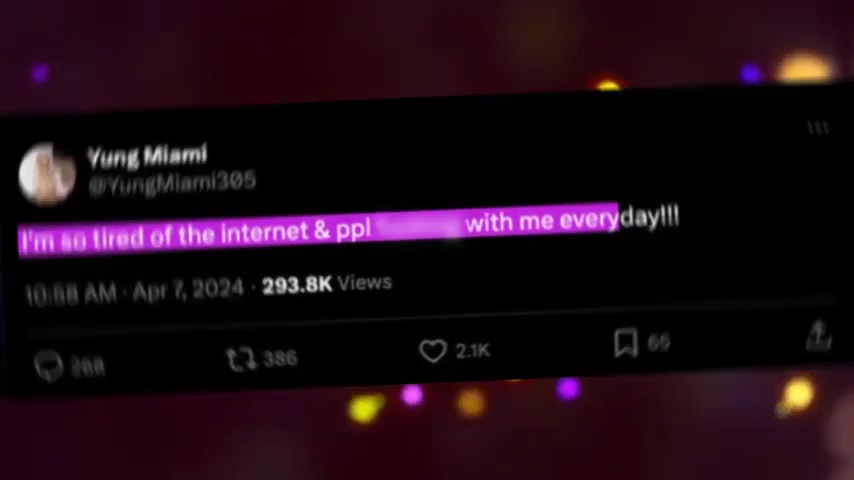 Yung Miami
@YungMiami305
I'm so tired of the internet & ppl with me everyday!!!
10:58 AM · Apr 7, 2024 · 293.8K Views
386 2.1K 65